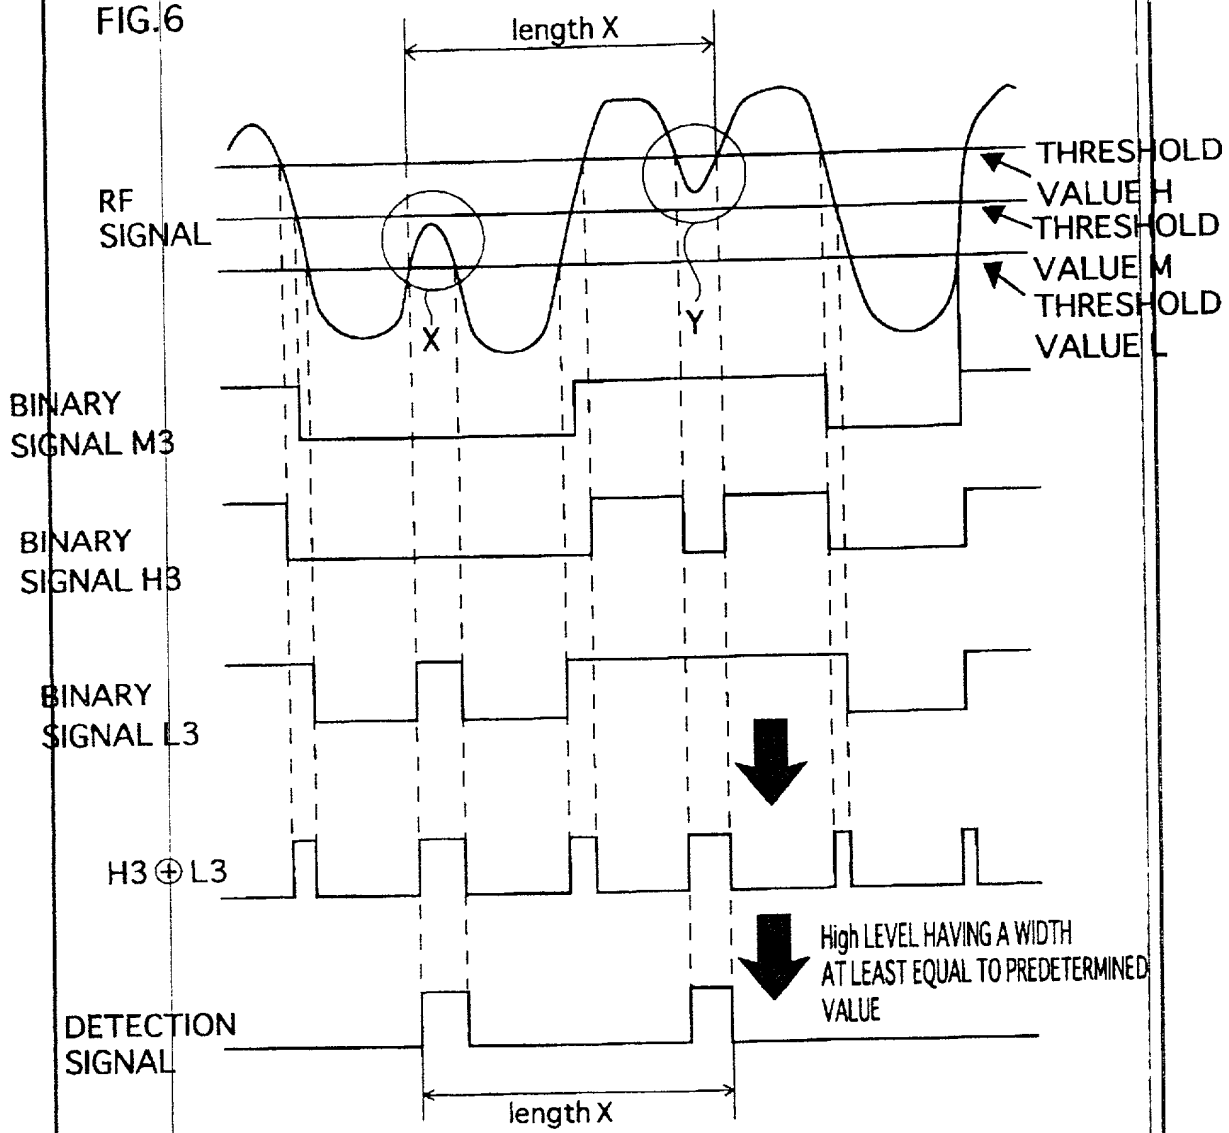 FIG.6
length X
RF
SIGNAL
THRESHOLD
VALUE H
THRESHOLD
VALUE M
THRESHOLD
VALUE L
X
Y
BINARY
SIGNAL M3
BINARY
SIGNAL H3
BINARY
SIGNAL L3
H3 ⊕ L3
High LEVEL HAVING A WIDTH
AT LEAST EQUAL TO PREDETERMINED
VALUE
DETECTION
SIGNAL
length X